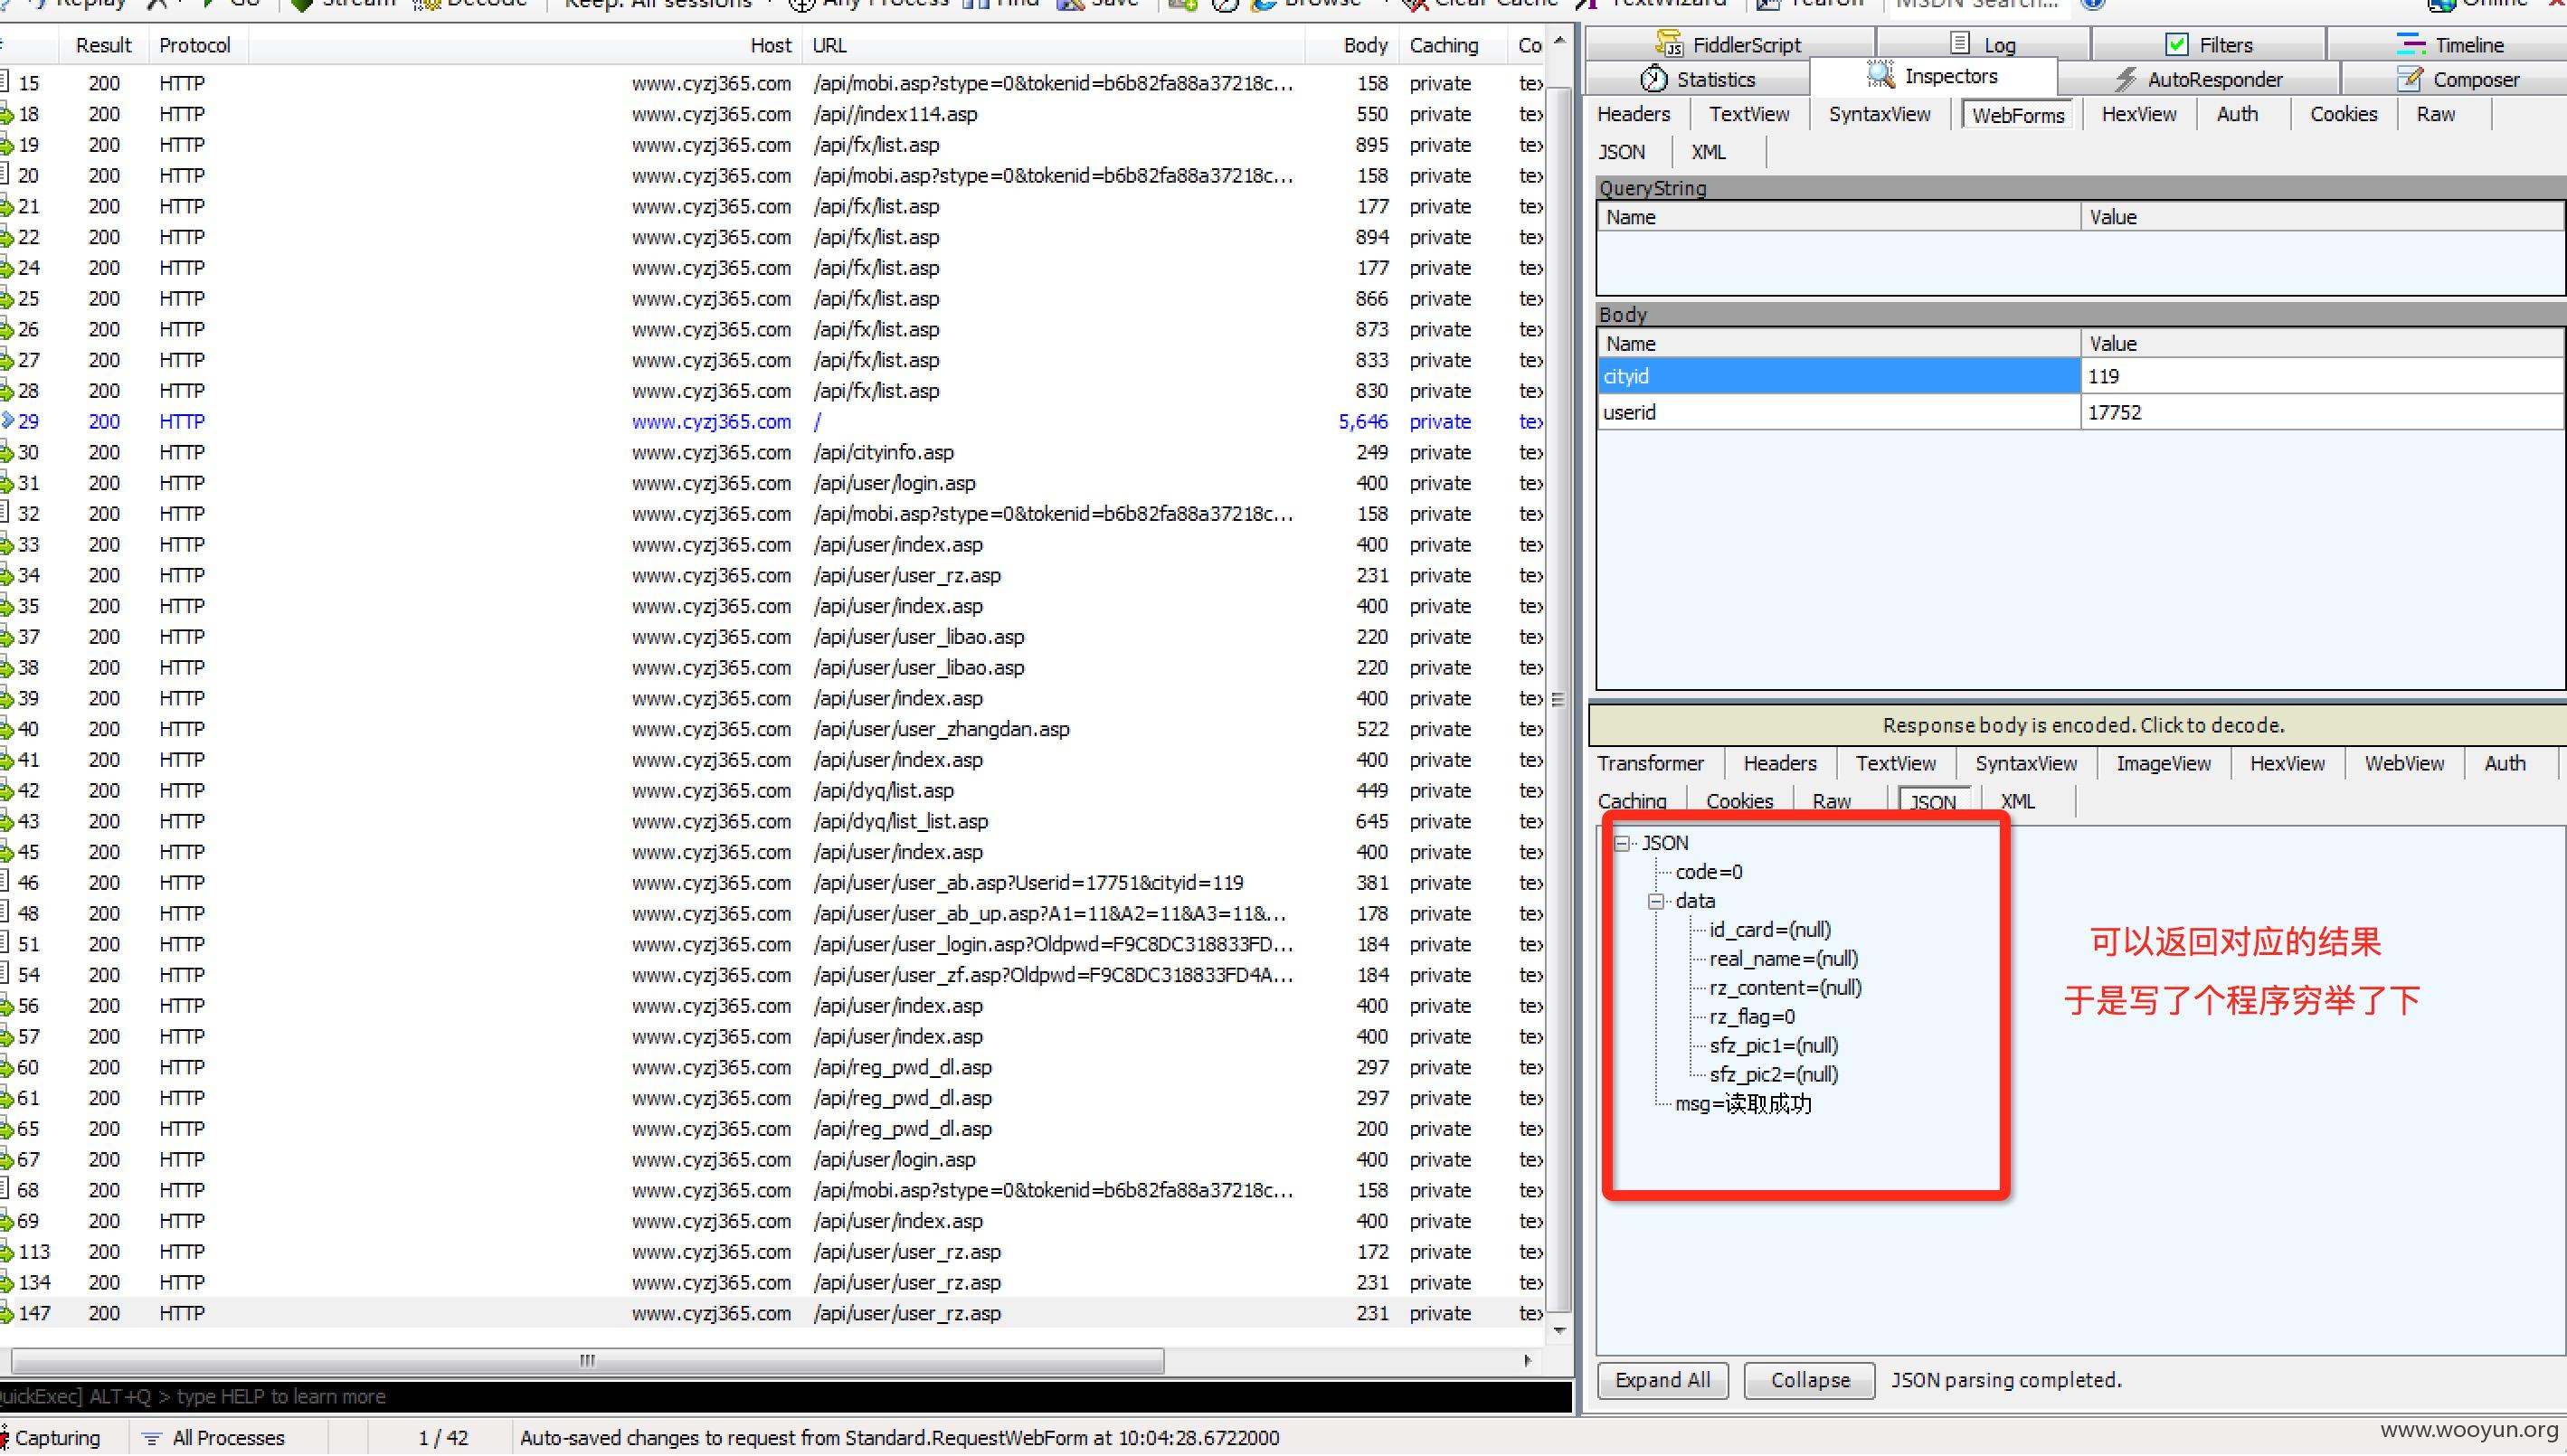 Replay X Go Stream Decode Keep: All sessions Any Process Find Save Browse Clear Cache TextWizard Tearoff MSDN Search... Online
# Result Protocol Host URL Body Caching Co
15 200 HTTP www.cyzj365.com /api/mobi.asp?stype=0&tokenid=b6b82fa88a37218c... 158 private tex
18 200 HTTP www.cyzj365.com /api//index114.asp 550 private tex
19 200 HTTP www.cyzj365.com /api/fx/list.asp 895 private tex
20 200 HTTP www.cyzj365.com /api/mobi.asp?stype=0&tokenid=b6b82fa88a37218c... 158 private tex
21 200 HTTP www.cyzj365.com /api/fx/list.asp 177 private tex
22 200 HTTP www.cyzj365.com /api/fx/list.asp 894 private tex
24 200 HTTP www.cyzj365.com /api/fx/list.asp 177 private tex
25 200 HTTP www.cyzj365.com /api/fx/list.asp 866 private tex
26 200 HTTP www.cyzj365.com /api/fx/list.asp 873 private tex
27 200 HTTP www.cyzj365.com /api/fx/list.asp 833 private tex
28 200 HTTP www.cyzj365.com /api/fx/list.asp 830 private tex
29 200 HTTP www.cyzj365.com / 5,646 private tex
30 200 HTTP www.cyzj365.com /api/cityinfo.asp 249 private tex
31 200 HTTP www.cyzj365.com /api/user/login.asp 400 private tex
32 200 HTTP www.cyzj365.com /api/mobi.asp?stype=0&tokenid=b6b82fa88a37218c... 158 private tex
33 200 HTTP www.cyzj365.com /api/user/index.asp 400 private tex
34 200 HTTP www.cyzj365.com /api/user/user_rz.asp 231 private tex
35 200 HTTP www.cyzj365.com /api/user/index.asp 400 private tex
37 200 HTTP www.cyzj365.com /api/user/user_libao.asp 220 private tex
38 200 HTTP www.cyzj365.com /api/user/user_libao.asp 220 private tex
39 200 HTTP www.cyzj365.com /api/user/index.asp 400 private tex
40 200 HTTP www.cyzj365.com /api/user/user_zhangdan.asp 522 private tex
41 200 HTTP www.cyzj365.com /api/user/index.asp 400 private tex
42 200 HTTP www.cyzj365.com /api/dyq/list.asp 449 private tex
43 200 HTTP www.cyzj365.com /api/dyq/list_list.asp 645 private tex
45 200 HTTP www.cyzj365.com /api/user/index.asp 400 private tex
46 200 HTTP www.cyzj365.com /api/user/user_ab.asp?Userid=17751&cityid=119 381 private tex
48 200 HTTP www.cyzj365.com /api/user/user_ab_up.asp?A1=11&A2=11&A3=11&... 178 private tex
51 200 HTTP www.cyzj365.com /api/user/user_login.asp?Oldpwd=F9C8DC318833FD... 184 private tex
54 200 HTTP www.cyzj365.com /api/user/user_zf.asp?Oldpwd=F9C8DC318833FD4A... 184 private tex
56 200 HTTP www.cyzj365.com /api/user/index.asp 400 private tex
57 200 HTTP www.cyzj365.com /api/user/index.asp 400 private tex
60 200 HTTP www.cyzj365.com /api/reg_pwd_dl.asp 297 private tex
61 200 HTTP www.cyzj365.com /api/reg_pwd_dl.asp 297 private tex
65 200 HTTP www.cyzj365.com /api/reg_pwd_dl.asp 200 private tex
67 200 HTTP www.cyzj365.com /api/user/login.asp 400 private tex
68 200 HTTP www.cyzj365.com /api/mobi.asp?stype=0&tokenid=b6b82fa88a37218c... 158 private tex
69 200 HTTP www.cyzj365.com /api/user/index.asp 400 private tex
113 200 HTTP www.cyzj365.com /api/user/user_rz.asp 172 private tex
134 200 HTTP www.cyzj365.com /api/user/user_rz.asp 231 private tex
147 200 HTTP www.cyzj365.com /api/user/user_rz.asp 231 private tex
QuickExec] ALT+Q > type HELP to learn more
Capturing All Processes 1 / 42 Auto-saved changes to request from Standard.RequestWebForm at 10:04:28.6722000
FiddlerScript Log Filters Timeline
Statistics Inspectors AutoResponder Composer
Headers TextView SyntaxView WebForms HexView Auth Cookies Raw
JSON XML
QueryString
Name Value
Body
Name Value
cityid 119
userid 17752
Response body is encoded. Click to decode.
Transformer Headers TextView SyntaxView ImageView HexView WebView Auth
Caching Cookies Raw JSON XML
JSON
code=0
data
id_card=(null)
real_name=(null)
rz_content=(null)
rz_flag=0
sfz_pic1=(null)
sfz_pic2=(null)
msg=读取成功
可以返回对应的结果
于是写了个程序穷举了下
Expand All Collapse JSON parsing completed.
www.wooyun.org